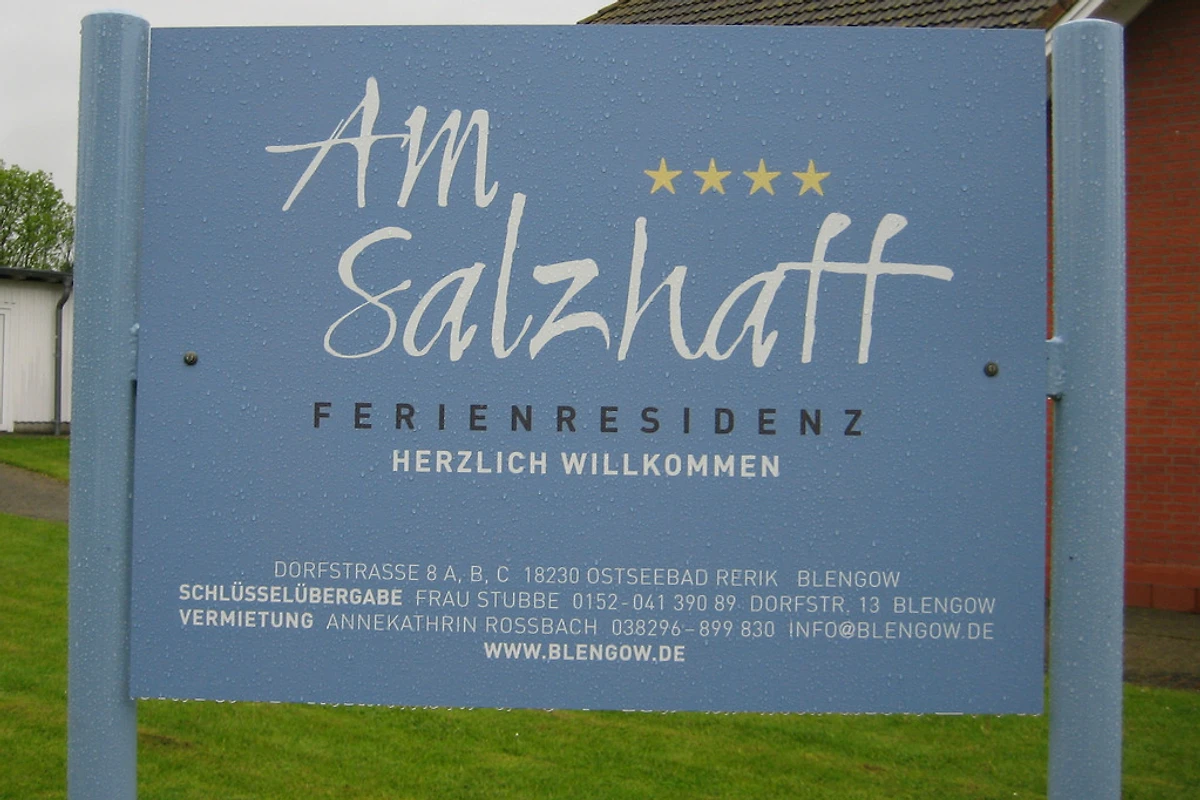 Am
Salzhaff
FERIENRESIDENZ
HERZLICH WILLKOMMEN
DORFSTRASSE 8 A, B, C 18230 OSTSEEBAD RERIK BLENGOW
SCHLÜSSELÜBERGABE FRAU STUBBE 0152-041 390 89 DORFSTR. 13 BLENGOW
VERMIETUNG ANNEKATHRIN ROSSBACH 038296-899 830 INFO@BLENGOW.DE
WWW.BLENGOW.DE